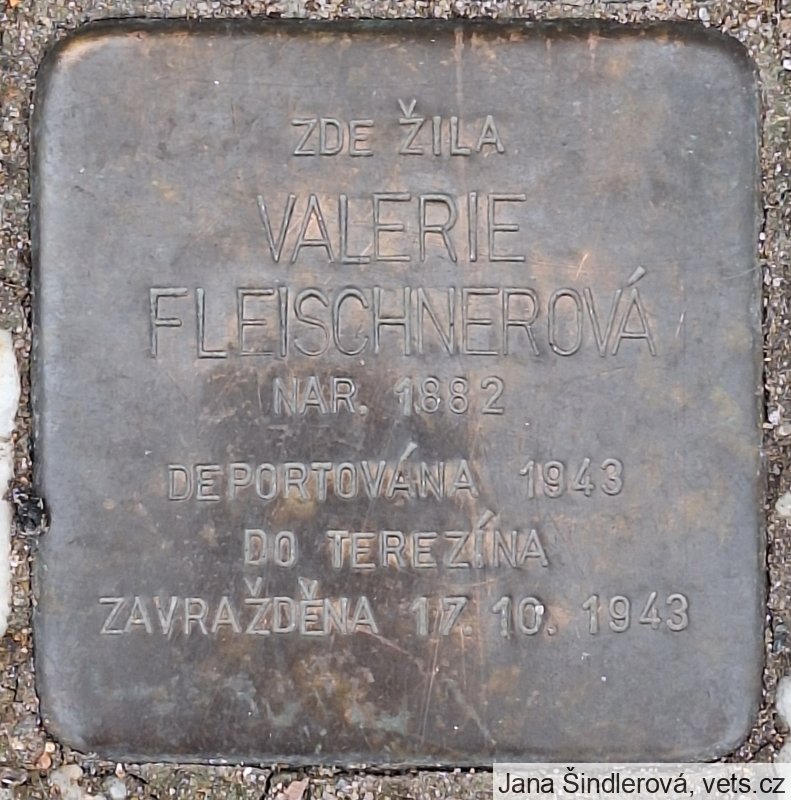 ZDE ŽILA
VALERIE
FLEISCHNEROVÁ
NAR. 1882
DEPORTOVÁNA 1943
DO TEREZÍNA
ZAVRAŽDĚNA 17. 10. 1943
Jana Šindlerová, vets.cz